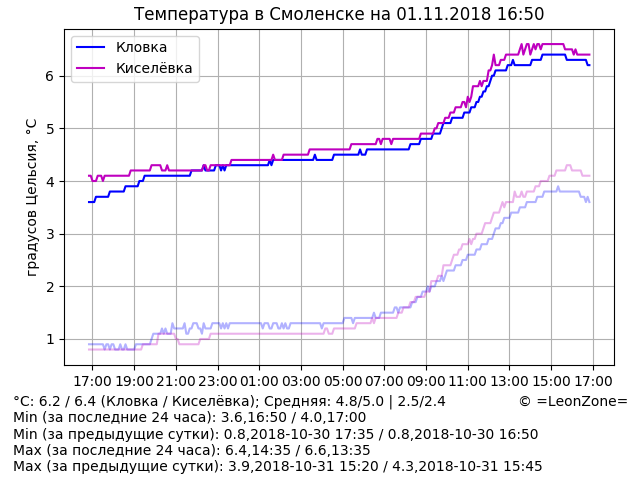 Температура в Смоленске на 01.11.2018 16:50
Кловка
Киселёвка
градусов Цельсия, °C
6
5
4
3
2
1
17:00 19:00 21:00 23:00 01:00 03:00 05:00 07:00 09:00 11:00 13:00 15:00 17:00
°C: 6.2 / 6.4 (Кловка / Киселёвка); Средняя: 4.8/5.0 | 2.5/2.4 © =LeonZone=
Min (за последние 24 часа): 3.6,16:50 / 4.0,17:00
Min (за предыдущие сутки): 0.8,2018-10-30 17:35 / 0.8,2018-10-30 16:50
Max (за последние 24 часа): 6.4,14:35 / 6.6,13:35
Max (за предыдущие сутки): 3.9,2018-10-31 15:20 / 4.3,2018-10-31 15:45